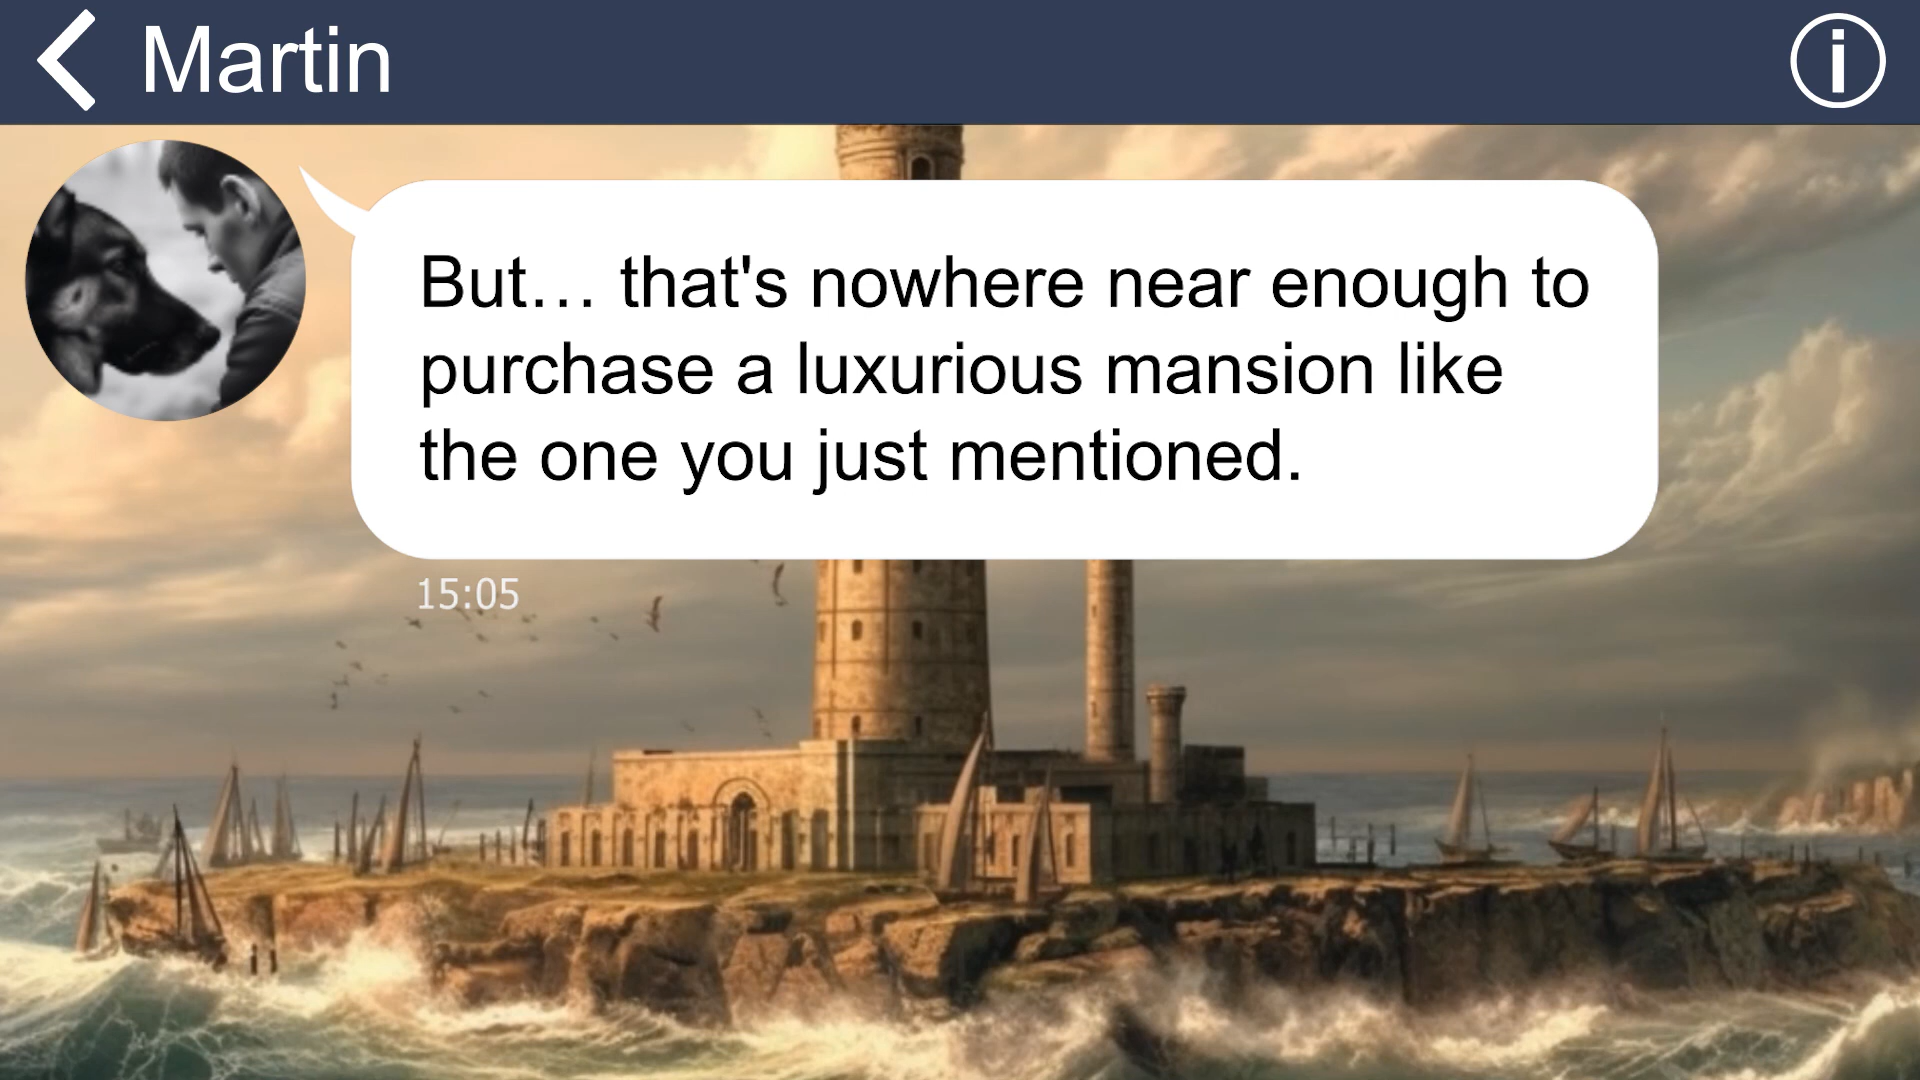 Martin
But… that's nowhere near enough to
purchase a luxurious mansion like
the one you just mentioned.
15:05